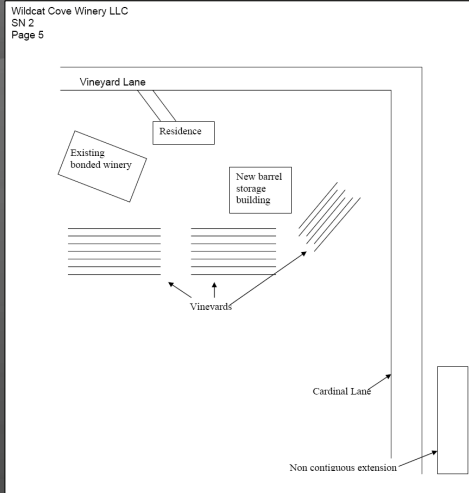 Wildcat Cove Winery LLC
SN 2
Page 5
Vineyard Lane
Residence
Existing
bonded winery
New barrel
storage
building
Vineyards
Cardinal Lane
Non contiguous extension